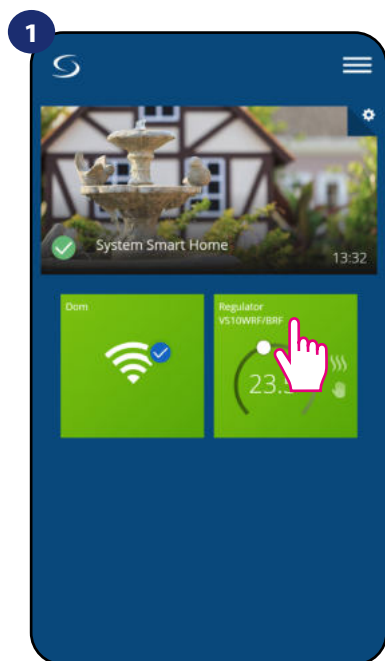 1
System Smart Home
13:32
Dom
Regulator
VS10WRF/BRF